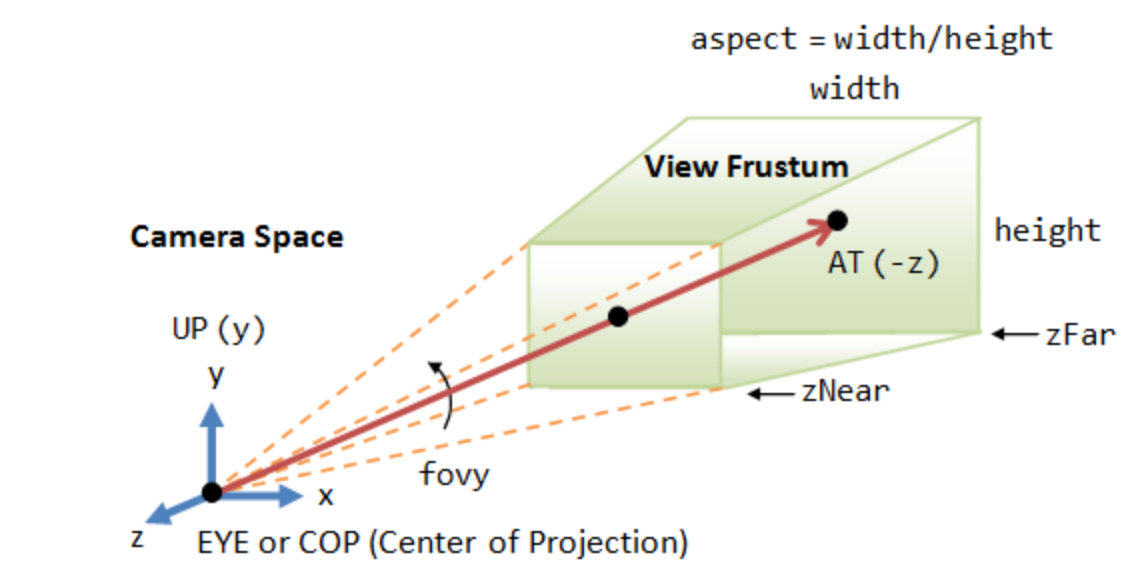 aspect = width/height
width
View Frustum
Camera Space
height
AT (-z)
UP (y)
zFar
y
zNear
fovy
x
z
EYE or COP (Center of Projection)